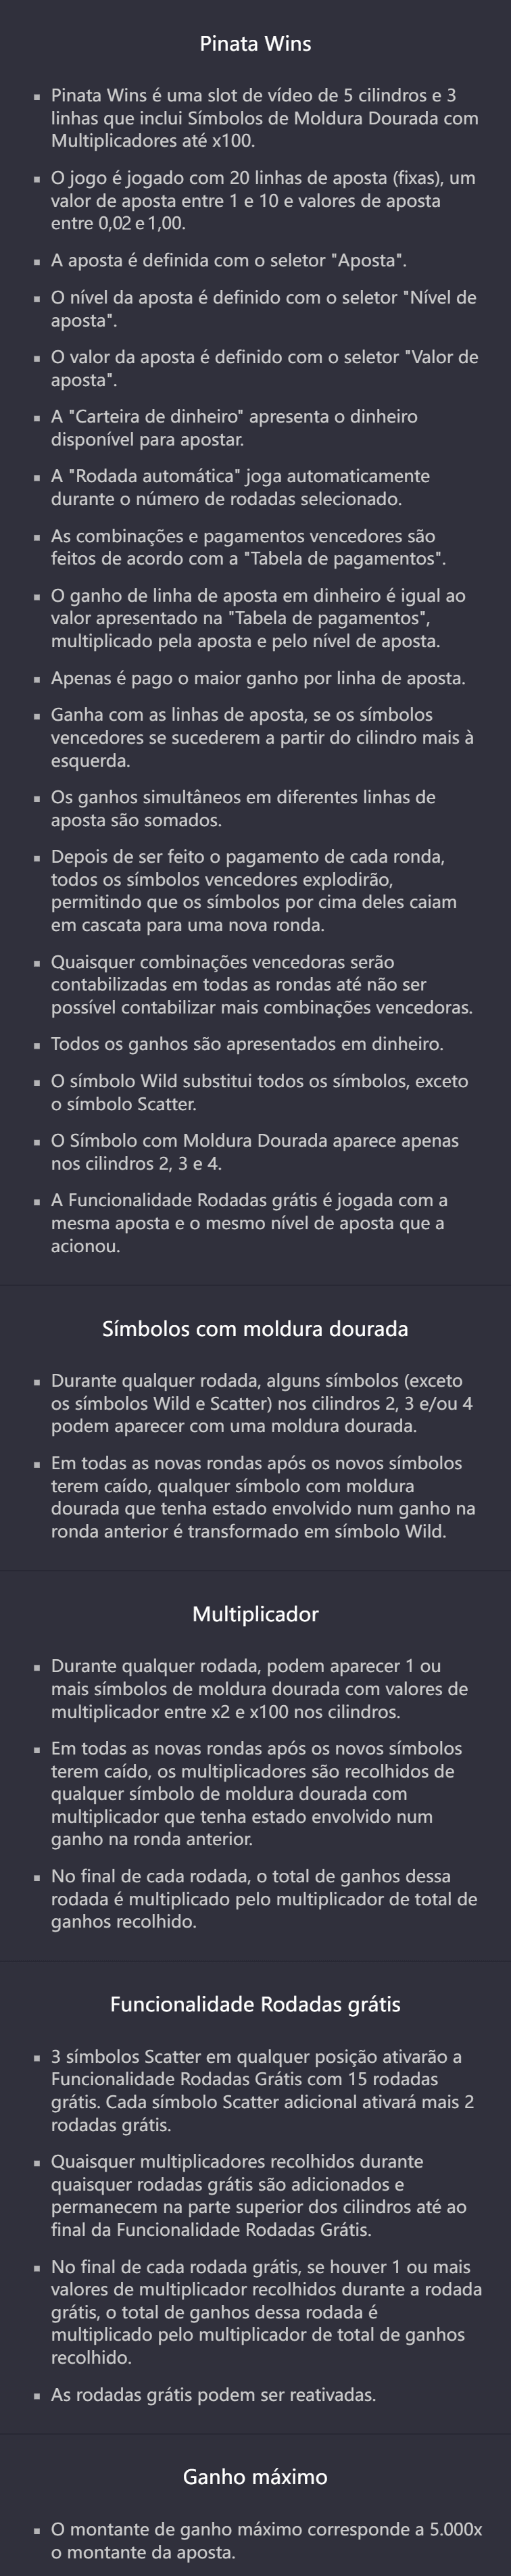 Pinata Wins
▪ Pinata Wins é uma slot de vídeo de 5 cilindros e 3
linhas que inclui Símbolos de Moldura Dourada com
Multiplicadores até x100.
▪ O jogo é jogado com 20 linhas de aposta (fixas), um
valor de aposta entre 1 e 10 e valores de aposta
entre 0,02 e 1,00.
▪ A aposta é definida com o seletor "Aposta".
▪ O nível da aposta é definido com o seletor "Nível de
aposta".
▪ O valor da aposta é definido com o seletor "Valor de
aposta".
▪ A "Carteira de dinheiro" apresenta o dinheiro
disponível para apostar.
▪ A "Rodada automática" joga automaticamente
durante o número de rodadas selecionado.
▪ As combinações e pagamentos vencedores são
feitos de acordo com a "Tabela de pagamentos".
▪ O ganho de linha de aposta em dinheiro é igual ao
valor apresentado na "Tabela de pagamentos",
multiplicado pela aposta e pelo nível de aposta.
▪ Apenas é pago o maior ganho por linha de aposta.
▪ Ganha com as linhas de aposta, se os símbolos
vencedores se sucederem a partir do cilindro mais à
esquerda.
▪ Os ganhos simultâneos em diferentes linhas de
aposta são somados.
▪ Depois de ser feito o pagamento de cada ronda,
todos os símbolos vencedores explodirão,
permitindo que os símbolos por cima deles caiam
em cascata para uma nova ronda.
▪ Quaisquer combinações vencedoras serão
contabilizadas em todas as rondas até não ser
possível contabilizar mais combinações vencedoras.
▪ Todos os ganhos são apresentados em dinheiro.
▪ O símbolo Wild substitui todos os símbolos, exceto
o símbolo Scatter.
▪ O Símbolo com Moldura Dourada aparece apenas
nos cilindros 2, 3 e 4.
▪ A Funcionalidade Rodadas grátis é jogada com a
mesma aposta e o mesmo nível de aposta que a
acionou.
Símbolos com moldura dourada
▪ Durante qualquer rodada, alguns símbolos (exceto
os símbolos Wild e Scatter) nos cilindros 2, 3 e/ou 4
podem aparecer com uma moldura dourada.
▪ Em todas as novas rondas após os novos símbolos
terem caído, qualquer símbolo com moldura
dourada que tenha estado envolvido num ganho na
ronda anterior é transformado em símbolo Wild.
Multiplicador
▪ Durante qualquer rodada, podem aparecer 1 ou
mais símbolos de moldura dourada com valores de
multiplicador entre x2 e x100 nos cilindros.
▪ Em todas as novas rondas após os novos símbolos
terem caído, os multiplicadores são recolhidos de
qualquer símbolo de moldura dourada com
multiplicador que tenha estado envolvido num
ganho na ronda anterior.
▪ No final de cada rodada, o total de ganhos dessa
rodada é multiplicado pelo multiplicador de total de
ganhos recolhido.
Funcionalidade Rodadas grátis
▪ 3 símbolos Scatter em qualquer posição ativarão a
Funcionalidade Rodadas Grátis com 15 rodadas
grátis. Cada símbolo Scatter adicional ativará mais 2
rodadas grátis.
▪ Quaisquer multiplicadores recolhidos durante
quaisquer rodadas grátis são adicionados e
permanecem na parte superior dos cilindros até ao
final da Funcionalidade Rodadas Grátis.
▪ No final de cada rodada grátis, se houver 1 ou mais
valores de multiplicador recolhidos durante a rodada
grátis, o total de ganhos dessa rodada é
multiplicado pelo multiplicador de total de ganhos
recolhido.
▪ As rodadas grátis podem ser reativadas.
Ganho máximo
▪ O montante de ganho máximo corresponde a 5.000x
o montante da aposta.